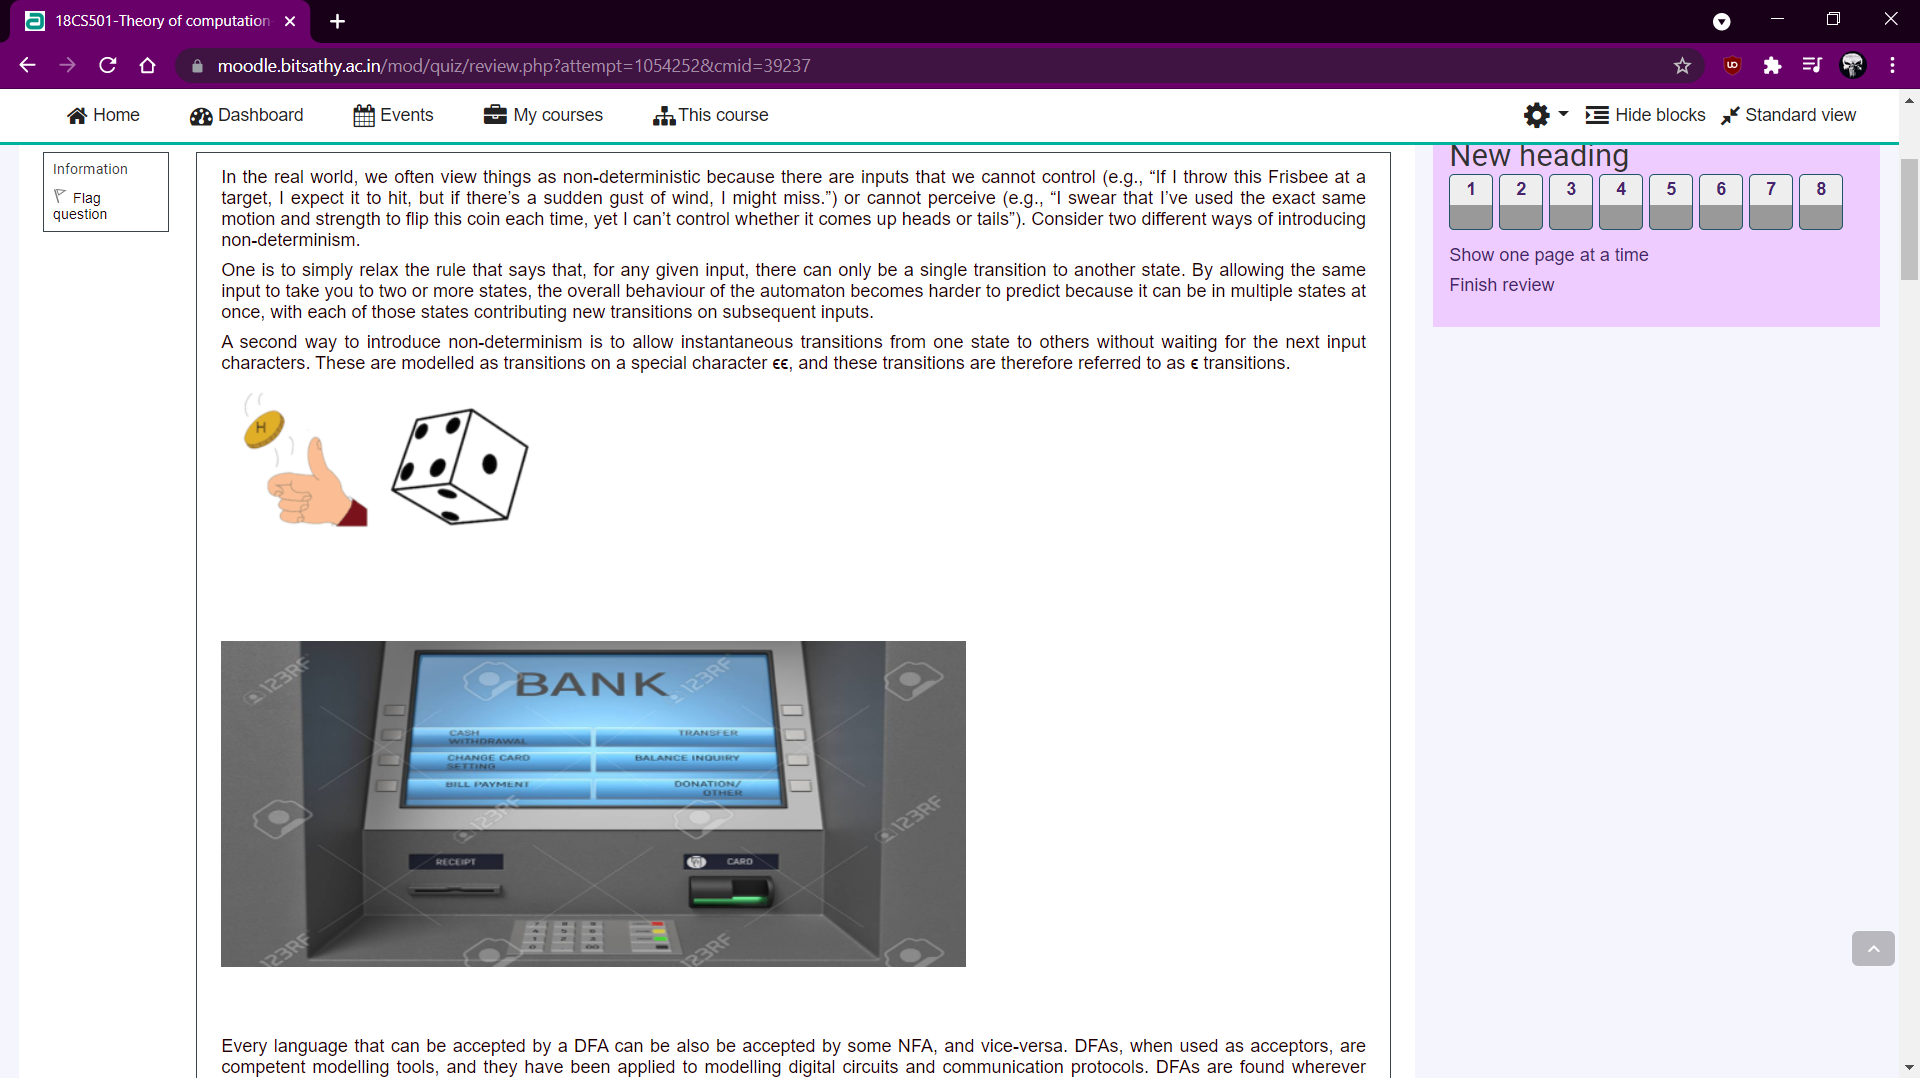 18CS501-Theory of computation
moodle.bitsathy.ac.in/mod/quiz/review.php?attempt=1054252&cmid=39237
Home
Dashboard
Events
My courses
This course
Hide blocks
Standard view
Information
Flag
question
In the real world, we often view things as non-deterministic because there are inputs that we cannot control (e.g., “If I throw this Frisbee at a
target, I expect it to hit, but if there’s a sudden gust of wind, I might miss.”) or cannot perceive (e.g., “I swear that I’ve used the exact same
motion and strength to flip this coin each time, yet I can’t control whether it comes up heads or tails”). Consider two different ways of introducing
non-determinism.
One is to simply relax the rule that says that, for any given input, there can only be a single transition to another state. By allowing the same
input to take you to two or more states, the overall behaviour of the automaton becomes harder to predict because it can be in multiple states at
once, with each of those states contributing new transitions on subsequent inputs.
A second way to introduce non-determinism is to allow instantaneous transitions from one state to others without waiting for the next input
characters. These are modelled as transitions on a special character ϵϵ, and these transitions are therefore referred to as ϵ transitions.
H
BANK
CASH
WITHDRAWAL
TRANSFER
CHANGE CARD
SETTING
BALANCE INQUIRY
BILL PAYMENT
DONATION/
OTHER
RECEIPT
CARD
123RF
123RF
123RF
123RF
123RF
123RF
Every language that can be accepted by a DFA can be also be accepted by some NFA, and vice-versa. DFAs, when used as acceptors, are
competent modelling tools, and they have been applied to modelling digital circuits and communication protocols. DFAs are found wherever
New heading
1 2 3 4 5 6 7 8
Show one page at a time
Finish review